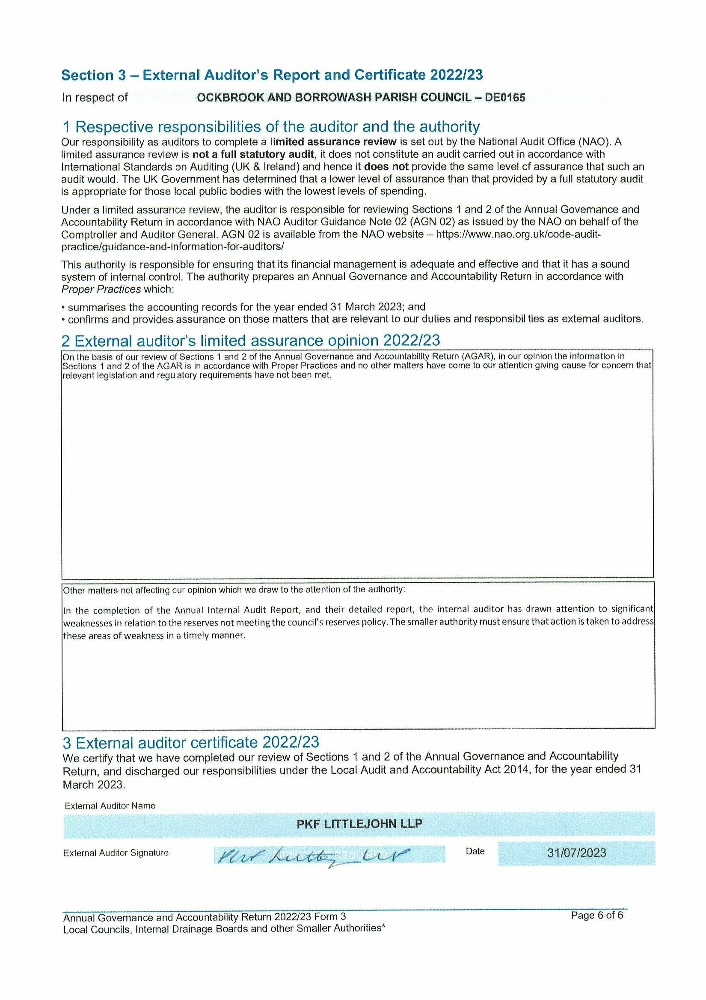 Section 3 – External Auditor’s Report and Certificate 2022/23
In respect of OCKBROOK AND BORROWASH PARISH COUNCIL – DE0165
1 Respective responsibilities of the auditor and the authority
Our responsibility as auditors to complete a limited assurance review is set out by the National Audit Office (NAO). A
limited assurance review is not a full statutory audit, it does not constitute an audit carried out in accordance with
International Standards on Auditing (UK & Ireland) and hence it does not provide the same level of assurance that such an
audit would. The UK Government has determined that a lower level of assurance than that provided by a full statutory audit
is appropriate for those local public bodies with the lowest levels of spending.
Under a limited assurance review, the auditor is responsible for reviewing Sections 1 and 2 of the Annual Governance and
Accountability Return in accordance with NAO Auditor Guidance Note 02 (AGN 02) as issued by the NAO on behalf of the
Comptroller and Auditor General. AGN 02 is available from the NAO website – https://www.nao.org.uk/code-audit-
practice/guidance-and-information-for-auditors/
This authority is responsible for ensuring that its financial management is adequate and effective and that it has a sound
system of internal control. The authority prepares an Annual Governance and Accountability Return in accordance with
Proper Practices which:
• summarises the accounting records for the year ended 31 March 2023; and
• confirms and provides assurance on those matters that are relevant to our duties and responsibilities as external auditors.
2 External auditor’s limited assurance opinion 2022/23
On the basis of our review of Sections 1 and 2 of the Annual Governance and Accountability Return (AGAR), in our opinion the information in
Sections 1 and 2 of the AGAR is in accordance with Proper Practices and no other matters have come to our attention giving cause for concern that
relevant legislation and regulatory requirements have not been met.
Other matters not affecting our opinion which we draw to the attention of the authority:
In the completion of the Annual Internal Audit Report, and their detailed report, the internal auditor has drawn attention to significant
weaknesses in relation to the reserves not meeting the council’s reserves policy. The smaller authority must ensure that action is taken to address
these areas of weakness in a timely manner.
3 External auditor certificate 2022/23
We certify that we have completed our review of Sections 1 and 2 of the Annual Governance and Accountability
Return, and discharged our responsibilities under the Local Audit and Accountability Act 2014, for the year ended 31
March 2023.
External Auditor Name
PKF LITTLEJOHN LLP
External Auditor Signature Date 31/07/2023
Annual Governance and Accountability Return 2022/23 Form 3 Page 6 of 6
Local Councils, Internal Drainage Boards and other Smaller Authorities*